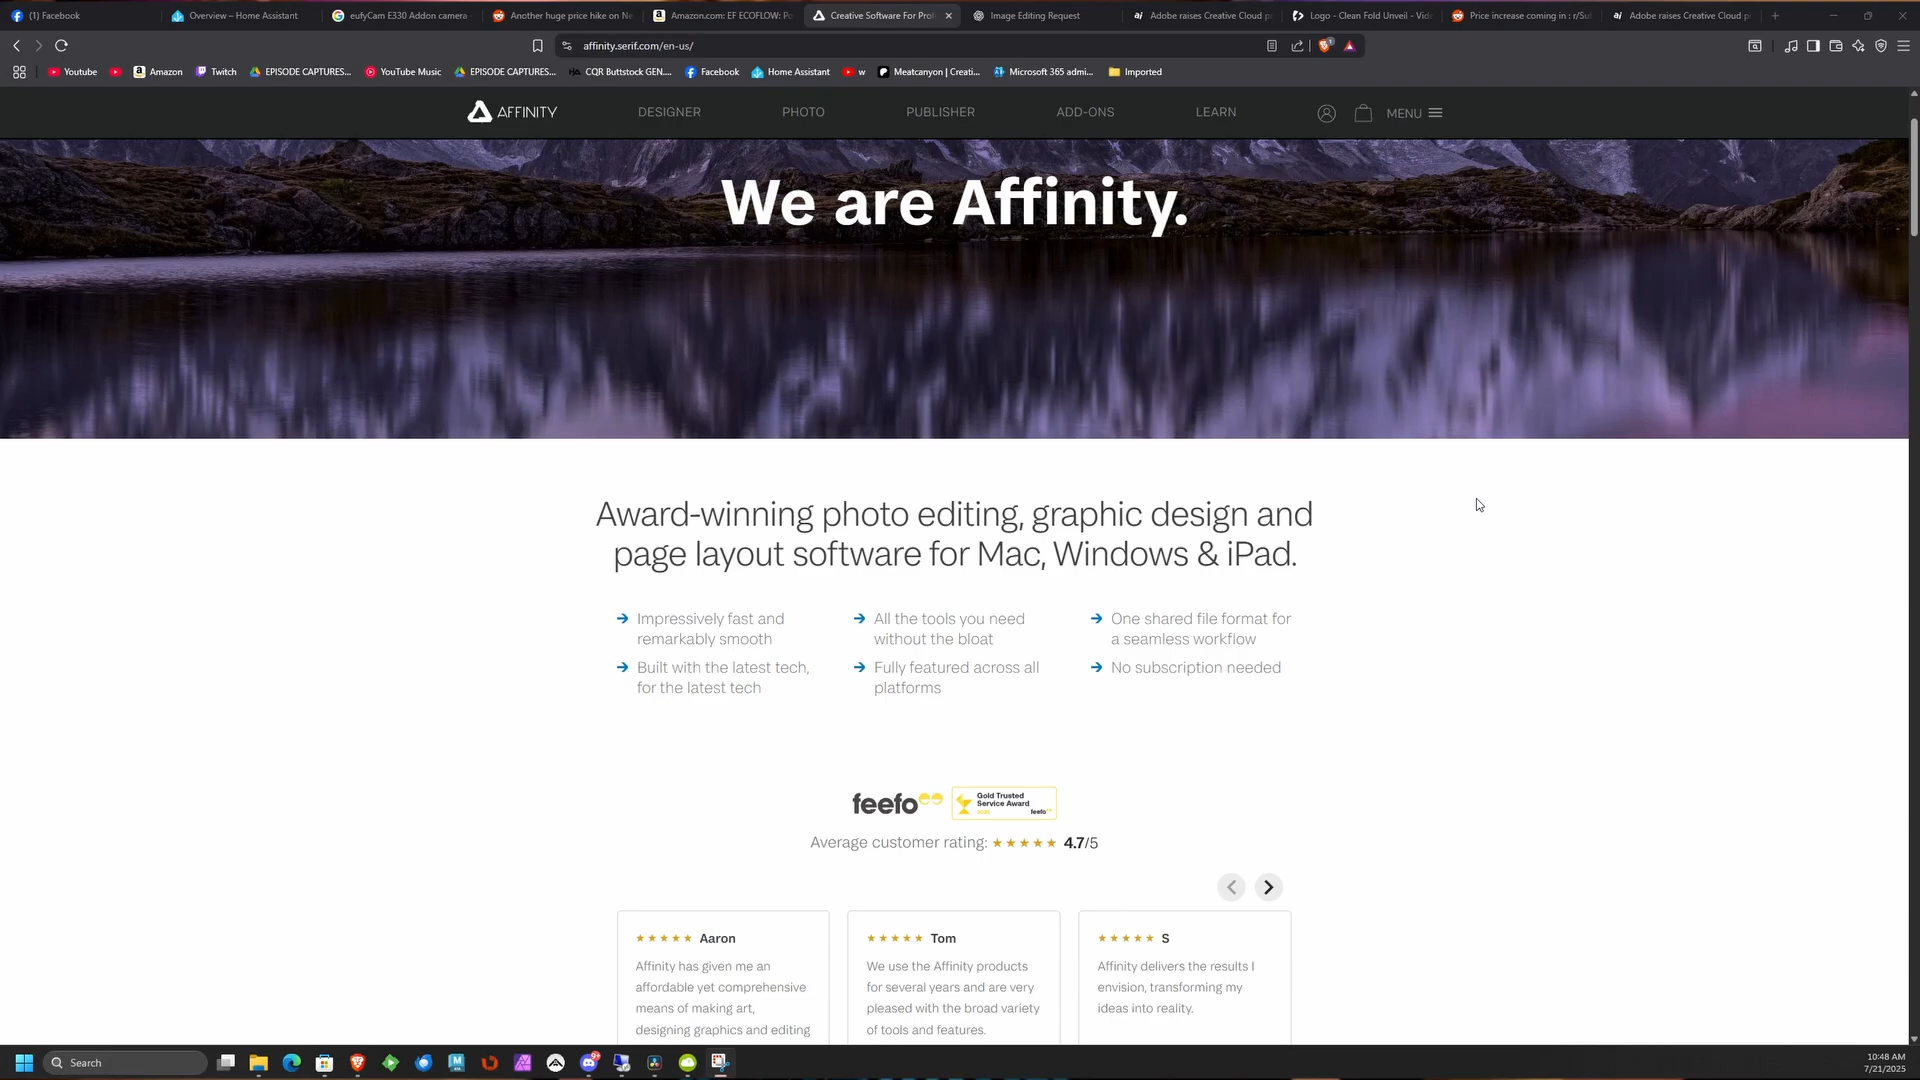 (1) Facebook
Overview – Home Assistant
eufyCam E330 Addon camera
Another huge price hike on Ne
Amazon.com: EF ECOFLOW: Po
Creative Software For Prof
Image Editing Request
Adobe raises Creative Cloud p
Logo - Clean Fold Unveil - Vid
Price increase coming in : r/Su
Adobe raises Creative Cloud p
affinity.serif.com/en-us/
1
Youtube
Amazon
Twitch
EPISODE CAPTURES...
YouTube Music
EPISODE CAPTURES...
CQR Buttstock GEN....
Facebook
Home Assistant
w
Meatcanyon | Creati...
Microsoft 365 admi...
Imported
AFFINITY
DESIGNER
PHOTO
PUBLISHER
ADD-ONS
LEARN
MENU
We are Affinity.
Award-winning photo editing, graphic design and
page layout software for Mac, Windows & iPad.
Impressively fast and
remarkably smooth
All the tools you need
without the bloat
One shared file format for
a seamless workflow
Built with the latest tech,
for the latest tech
Fully featured across all
platforms
No subscription needed
feefo
Gold Trusted
Service Award
feefo
Average customer rating: ★★★★★ 4.7/5
★★★★★ Aaron
Affinity has given me an
affordable yet comprehensive
means of making art,
designing graphics and editing
★★★★★ Tom
We use the Affinity products
for several years and are very
pleased with the broad variety
of tools and features.
★★★★★ S
Affinity delivers the results I
envision, transforming my
ideas into reality.
Search
10:48 AM
7/21/2025